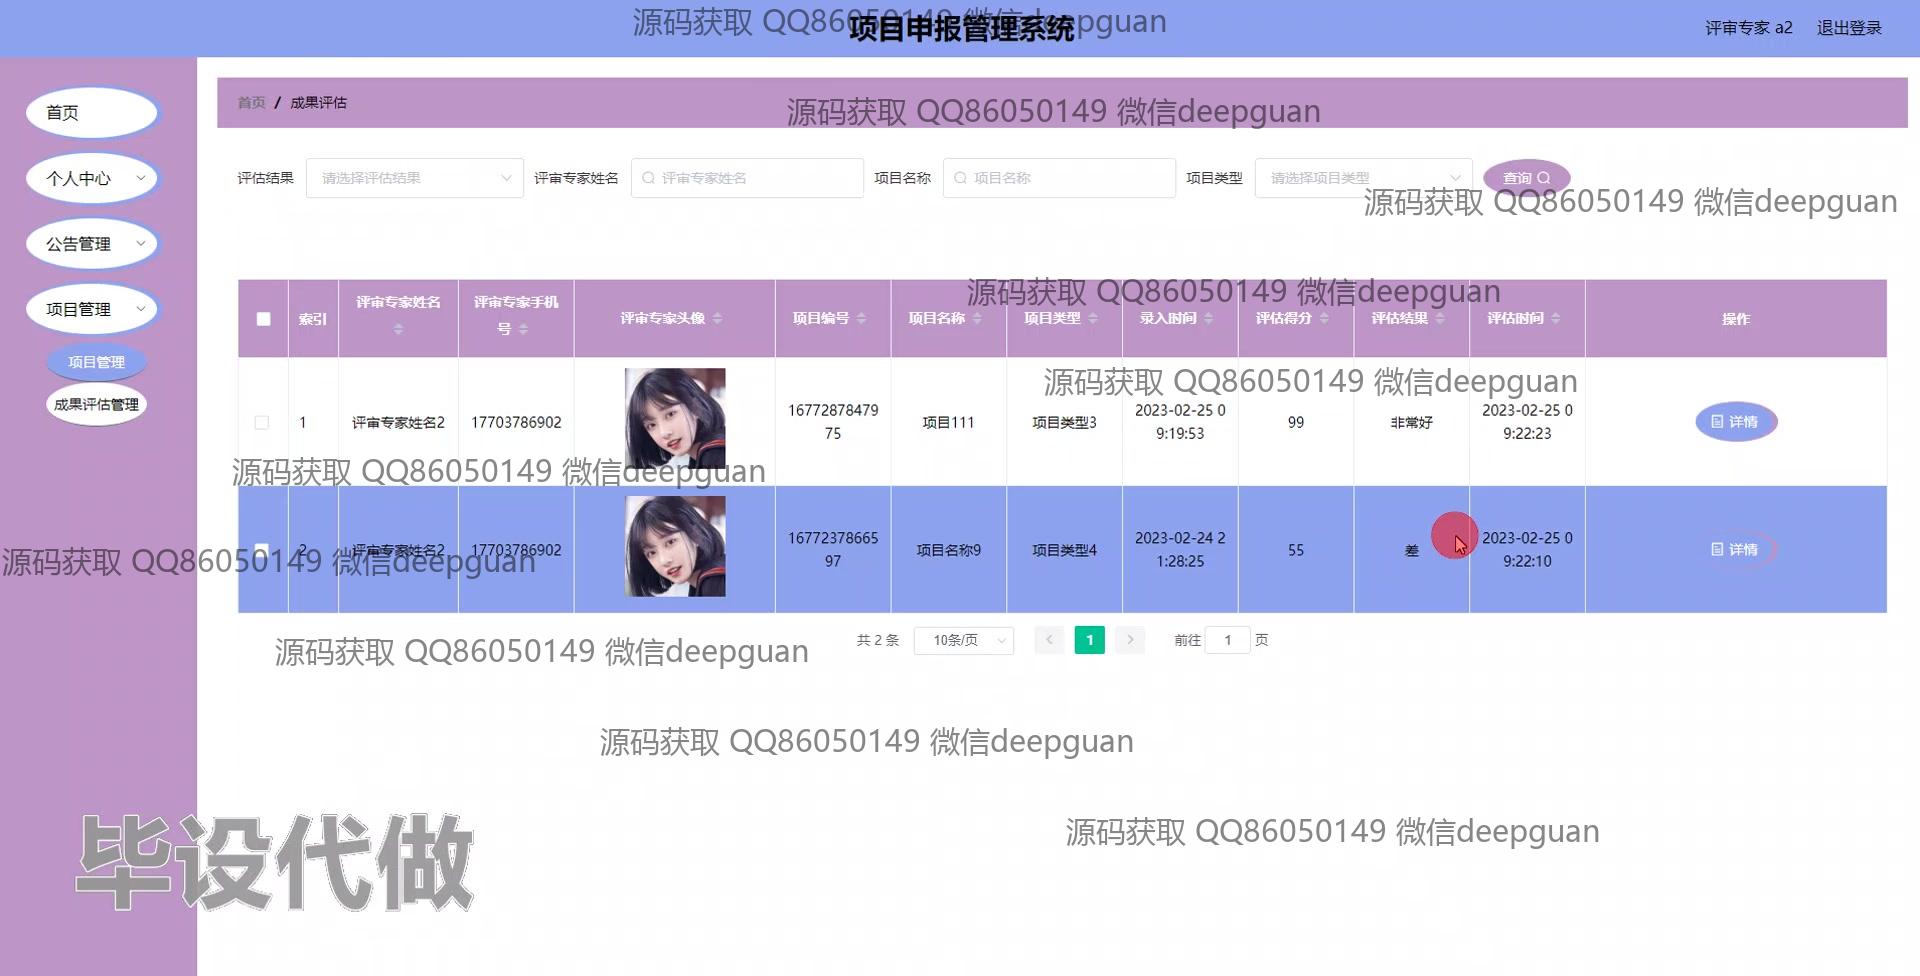 源码获取 QQ86050149 微信deepguan
项目申报管理系统
评审专家 a2 退出登录
首页
个人中心
公告管理
项目管理
项目管理
成果评估管理
首页 / 成果评估
源码获取 QQ86050149 微信deepguan
评估结果 请选择评估结果 评审专家姓名 评审专家姓名 项目名称 项目名称 项目类型 请选择项目类型 查询
源码获取 QQ86050149 微信deepguan
源码获取 QQ86050149 微信deepguan
索引 评审专家姓名 评审专家手机号 评审专家头像 项目编号 项目名称 项目类型 录入时间 评估得分 评估结果 评估时间 操作
源码获取 QQ86050149 微信deepguan
1 评审专家姓名2 17703786902 1677287847975 项目111 项目类型3 2023-02-25 09:19:53 99 非常好 2023-02-25 09:22:23 详情
源码获取 QQ86050149 微信deepguan
2 评审专家姓名2 17703786902 1677237866597 项目名称9 项目类型4 2023-02-24 21:28:25 55 差 2023-02-25 09:22:10 详情
源码获取 QQ86050149 微信deepguan
共 2 条 10条/页 1 前往 1 页
源码获取 QQ86050149 微信deepguan
源码获取 QQ86050149 微信deepguan
源码获取 QQ86050149 微信deepguan
毕设代做